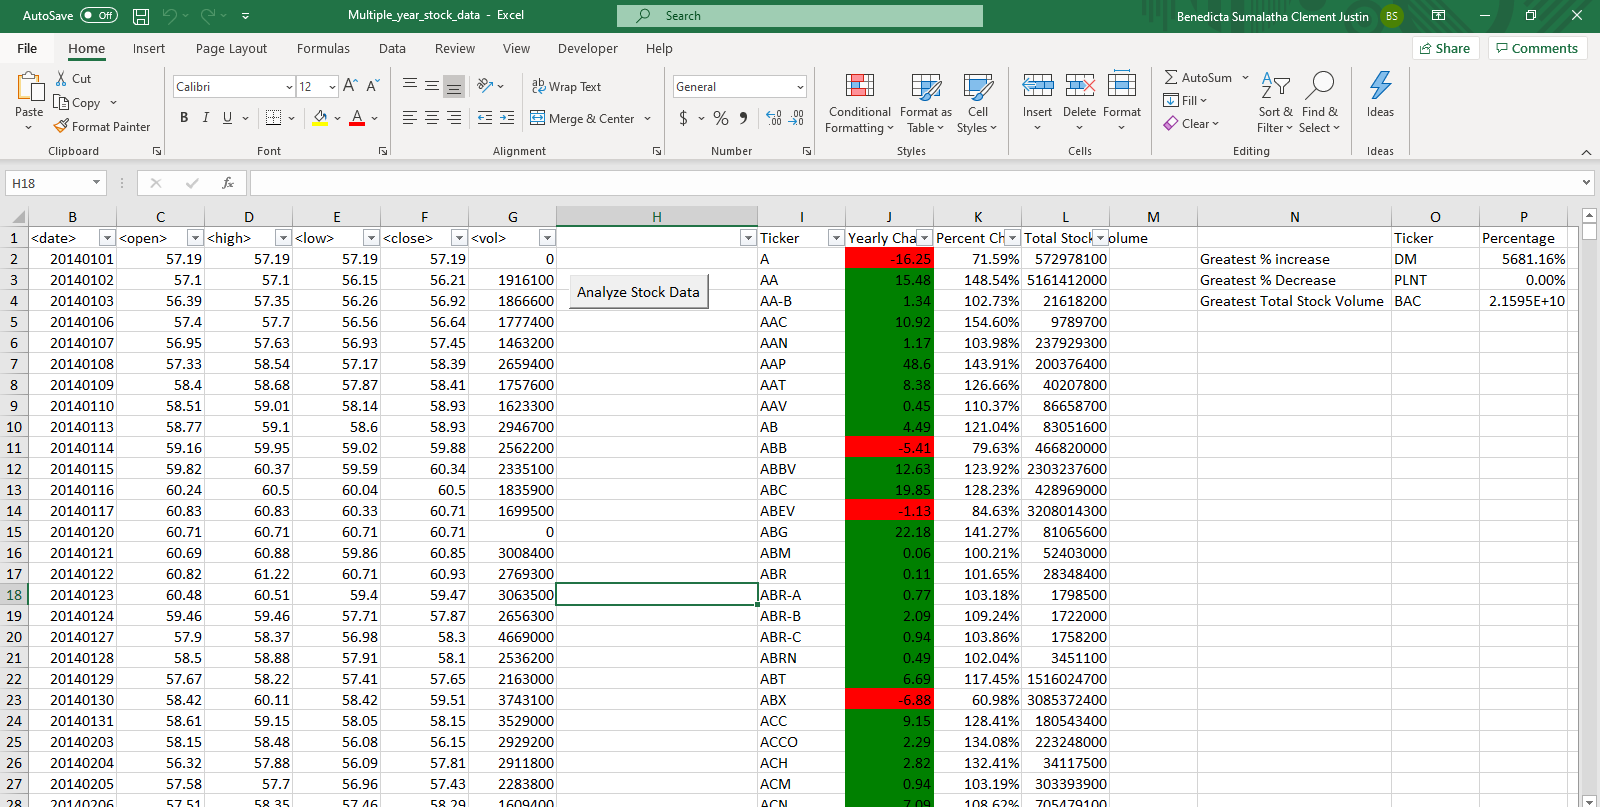 AutoSave Off Multiple_year_stock_data - Excel Search Benedicta Sumalatha Clement Justin BS
File Home Insert Page Layout Formulas Data Review View Developer Help Share Comments
Paste Cut Copy Format Painter
Clipboard
Calibri 12
B I U A
Font
Wrap Text
Merge & Center
Alignment
General
$ % ,
Number
Conditional Formatting Format as Table Cell Styles
Styles
Insert Delete Format
Cells
AutoSum Fill Clear Sort & Filter Find & Select
Editing
Ideas
Ideas
H18 fx
B C D E F G H I J K L M N O P
1 <date> <open> <high> <low> <close> <vol> Ticker Yearly Cha Percent Ch Total Stock olume Ticker Percentage
2 20140101 57.19 57.19 57.19 57.19 0 A -16.25 71.59% 572978100 Greatest % increase DM 5681.16%
3 20140102 57.1 57.1 56.15 56.21 1916100 AA 15.48 148.54% 5161412000 Greatest % Decrease PLNT 0.00%
Analyze Stock Data
4 20140103 56.39 57.35 56.26 56.92 1866600 AA-B 1.34 102.73% 21618200 Greatest Total Stock Volume BAC 2.1595E+10
5 20140106 57.4 57.7 56.56 56.64 1777400 AAC 10.92 154.60% 9789700
6 20140107 56.95 57.63 56.93 57.45 1463200 AAN 1.17 103.98% 237929300
7 20140108 57.33 58.54 57.17 58.39 2659400 AAP 48.6 143.91% 200376400
8 20140109 58.4 58.68 57.87 58.41 1757600 AAT 8.38 126.66% 40207800
9 20140110 58.51 59.01 58.14 58.93 1623300 AAV 0.45 110.37% 86658700
10 20140113 58.77 59.1 58.6 58.93 2946700 AB 4.49 121.04% 83051600
11 20140114 59.16 59.95 59.02 59.88 2562200 ABB -5.41 79.63% 466820000
12 20140115 59.82 60.37 59.59 60.34 2335100 ABBV 12.63 123.92% 2303237600
13 20140116 60.24 60.5 60.04 60.5 1835900 ABC 19.85 128.23% 428969000
14 20140117 60.83 60.83 60.33 60.71 1699500 ABEV -1.13 84.63% 3208014300
15 20140120 60.71 60.71 60.71 60.71 0 ABG 22.18 141.27% 81065600
16 20140121 60.69 60.88 59.86 60.85 3008400 ABM 0.06 100.21% 52403000
17 20140122 60.82 61.22 60.71 60.93 2769300 ABR 0.11 101.65% 28348400
18 20140123 60.48 60.51 59.4 59.47 3063500 ABR-A 0.77 103.18% 1798500
19 20140124 59.46 59.46 57.71 57.87 2656300 ABR-B 2.09 109.24% 1722000
20 20140127 57.9 58.37 56.98 58.3 4669000 ABR-C 0.94 103.86% 1758200
21 20140128 58.5 58.88 57.91 58.1 2536200 ABRN 0.49 102.04% 3451100
22 20140129 57.67 58.22 57.41 57.65 2163000 ABT 6.69 117.45% 1516024700
23 20140130 58.42 60.11 58.42 59.51 3743100 ABX -6.88 60.98% 3085372400
24 20140131 58.61 59.15 58.05 58.15 3529000 ACC 9.15 128.41% 180543400
25 20140203 58.15 58.48 56.08 56.15 2929200 ACCO 2.29 134.08% 223248000
26 20140204 56.32 57.88 56.09 57.81 2911800 ACH 2.82 132.41% 34117500
27 20140205 57.58 57.7 56.96 57.43 2283800 ACM 0.94 103.19% 303393900
28 20140206 57.51 58.35 57.46 58.29 1609400 ACN 7.09 108.62% 705479100